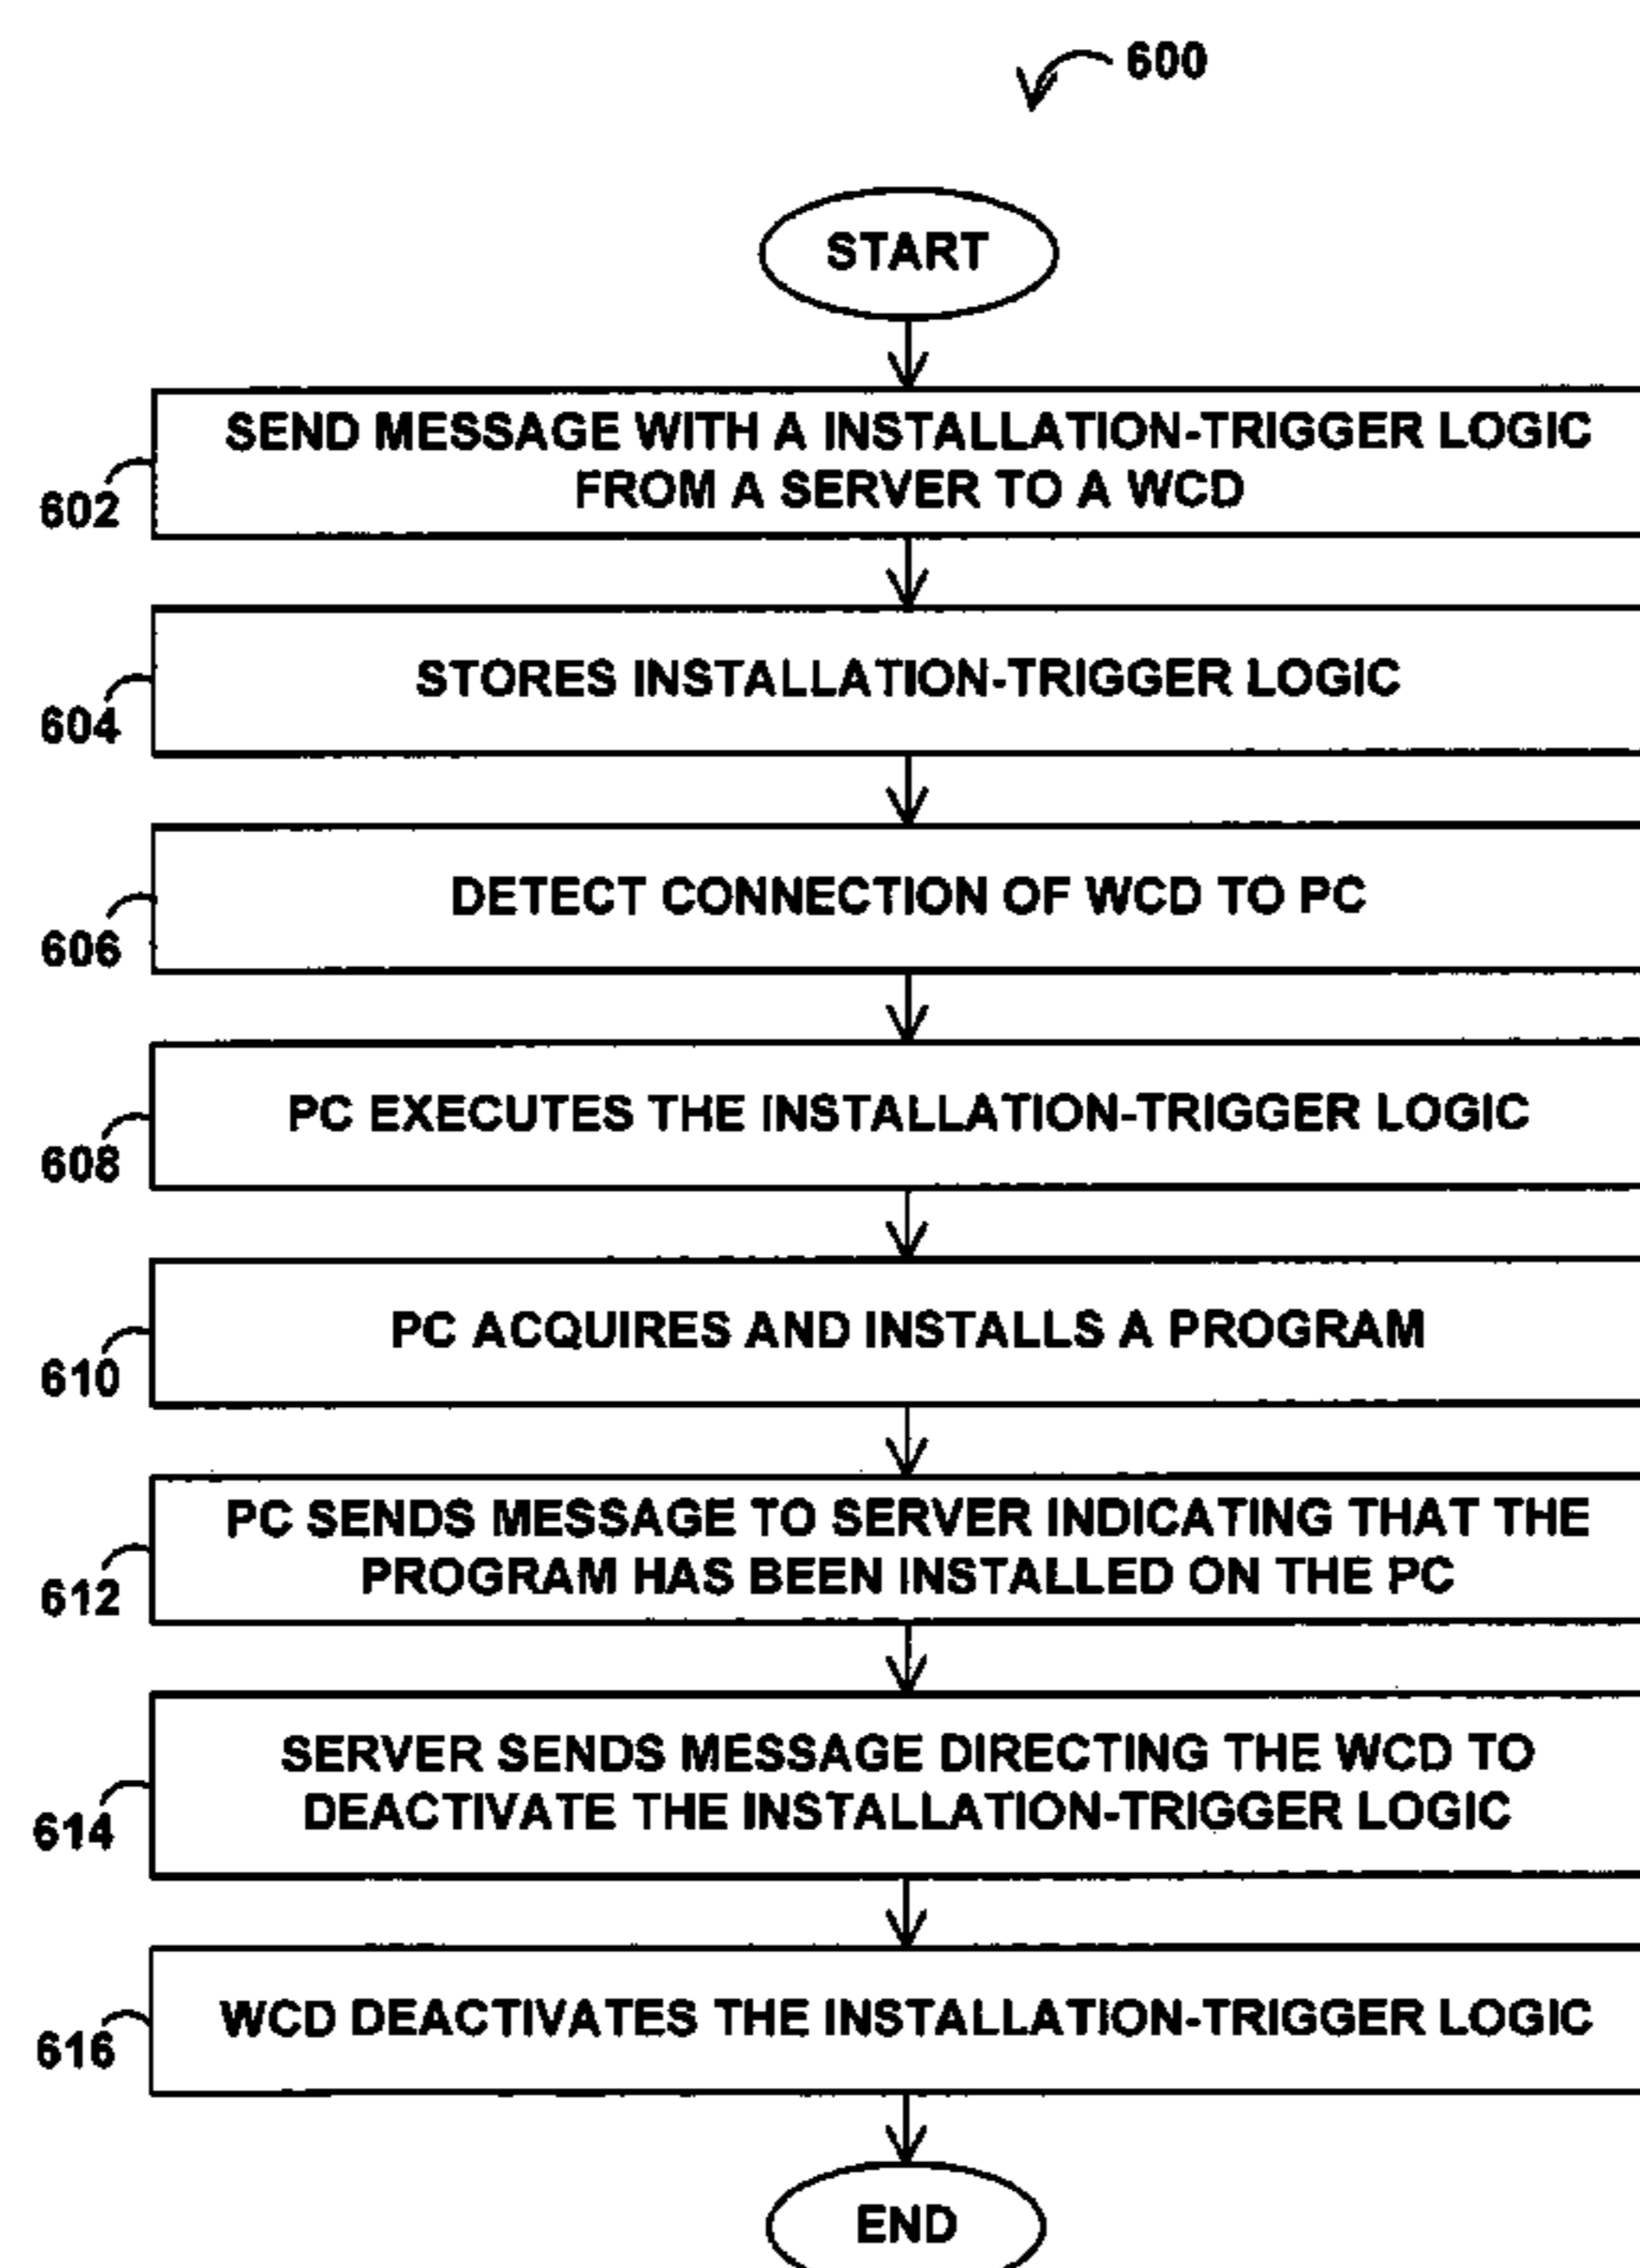 600
START
SEND MESSAGE WITH A INSTALLATION-TRIGGER LOGIC
FROM A SERVER TO A WCD
602
STORES INSTALLATION-TRIGGER LOGIC
604
DETECT CONNECTION OF WCD TO PC
606
PC EXECUTES THE INSTALLATION-TRIGGER LOGIC
608
PC ACQUIRES AND INSTALLS A PROGRAM
610
PC SENDS MESSAGE TO SERVER INDICATING THAT THE
PROGRAM HAS BEEN INSTALLED ON THE PC
612
SERVER SENDS MESSAGE DIRECTING THE WCD TO
DEACTIVATE THE INSTALLATION-TRIGGER LOGIC
614
WCD DEACTIVATES THE INSTALLATION-TRIGGER LOGIC
616
END